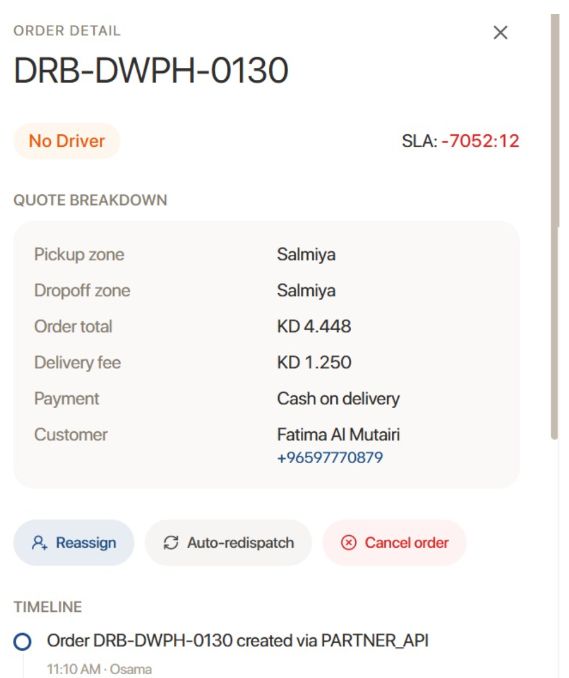 ORDER DETAIL
DRB-DWPH-0130
No Driver
SLA: -7052:12
QUOTE BREAKDOWN
Pickup zone Salmiya
Dropoff zone Salmiya
Order total KD 4.448
Delivery fee KD 1.250
Payment Cash on delivery
Customer Fatima Al Mutairi
+96597770879
Reassign
Auto-redispatch
Cancel order
TIMELINE
Order DRB-DWPH-0130 created via PARTNER_API
11:10 AM · Osama